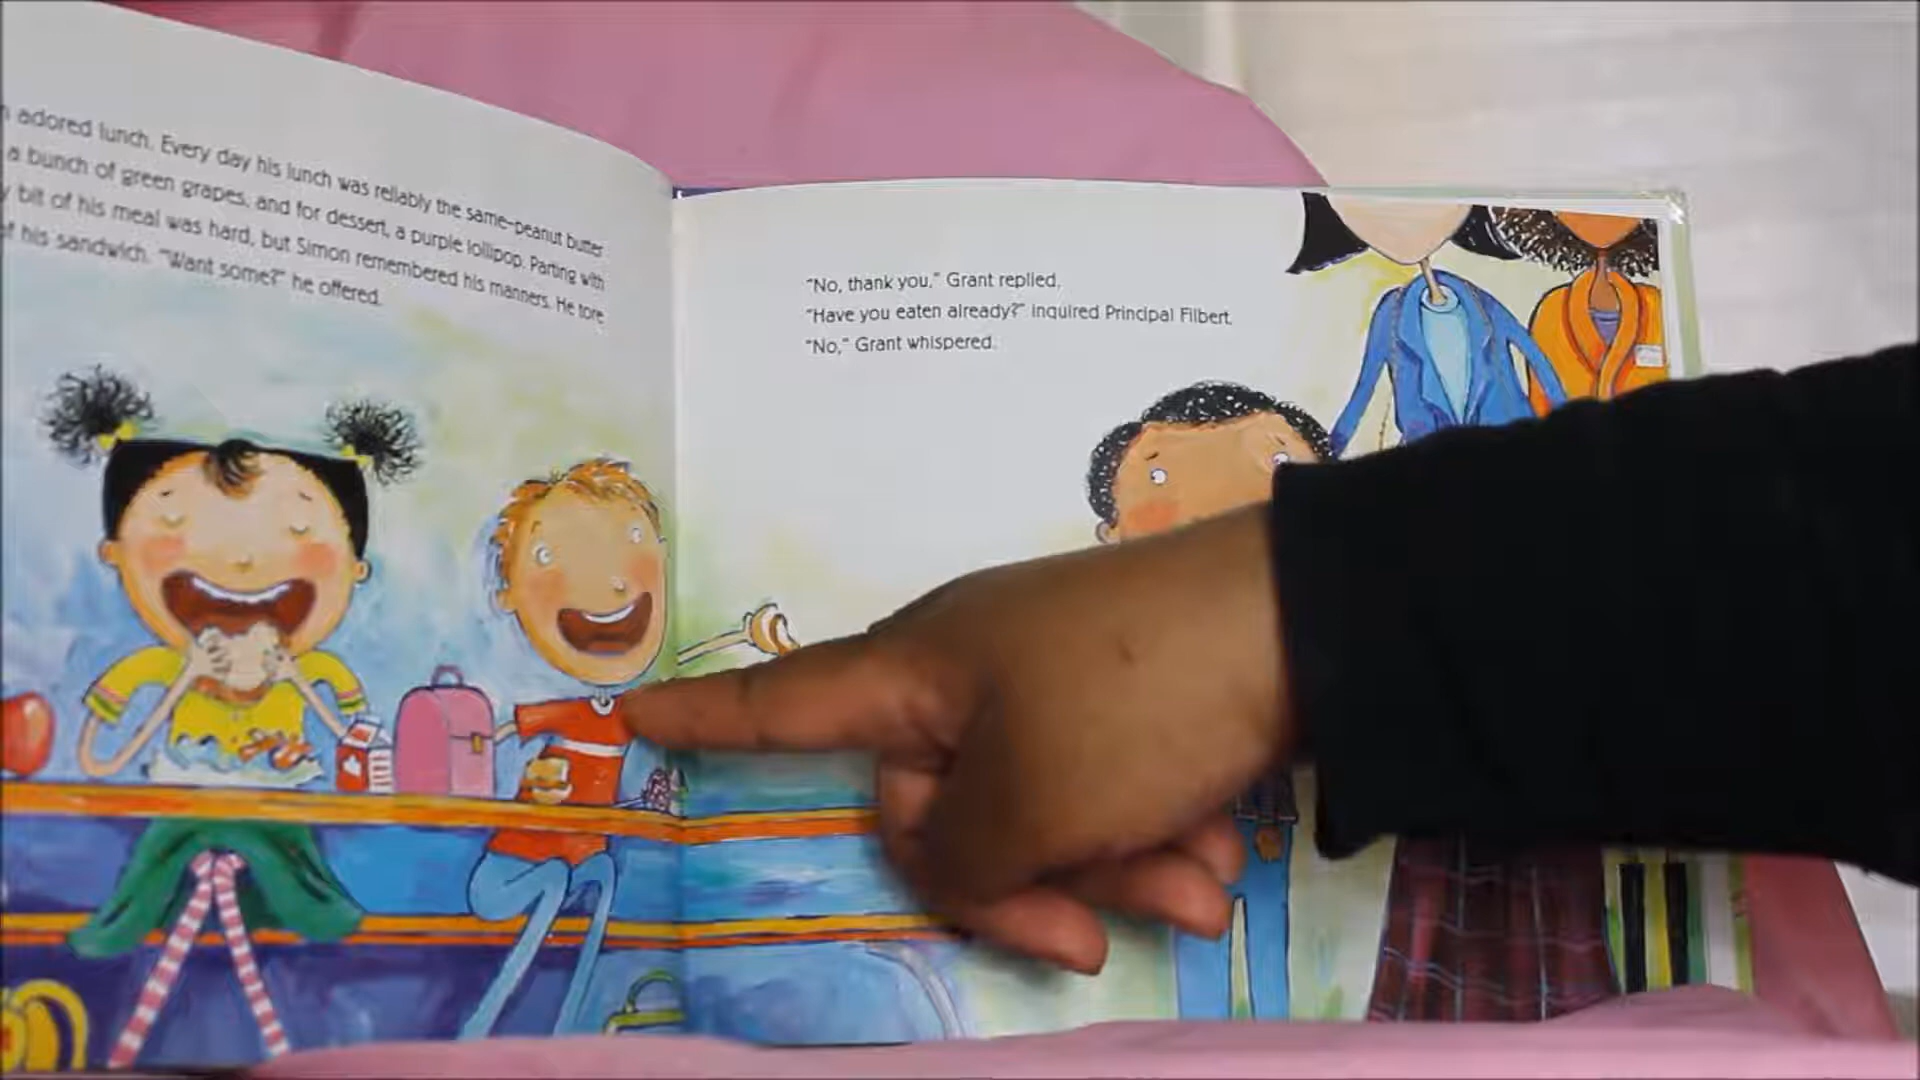 adored lunch. Every day his lunch was reliably the same–peanut butter
a bunch of green grapes, and for dessert, a purple lollipop. Parting with
bit of his meal was hard, but Simon remembered his manners. He tore
his sandwich. "Want some?" he offered.
"No, thank you," Grant replied.
"Have you eaten already?" inquired Principal Filbert.
"No," Grant whispered.